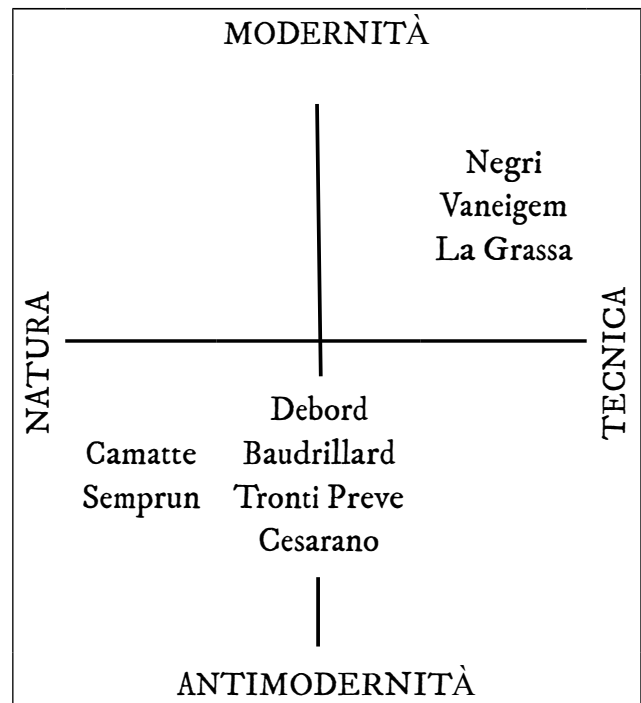 MODERNITÀ
Negri
Vaneigem
La Grassa
NATURA
TECNICA
Debord
Camatte Baudrillard
Semprun Tronti Preve
Cesarano
ANTIMODERNITÀ